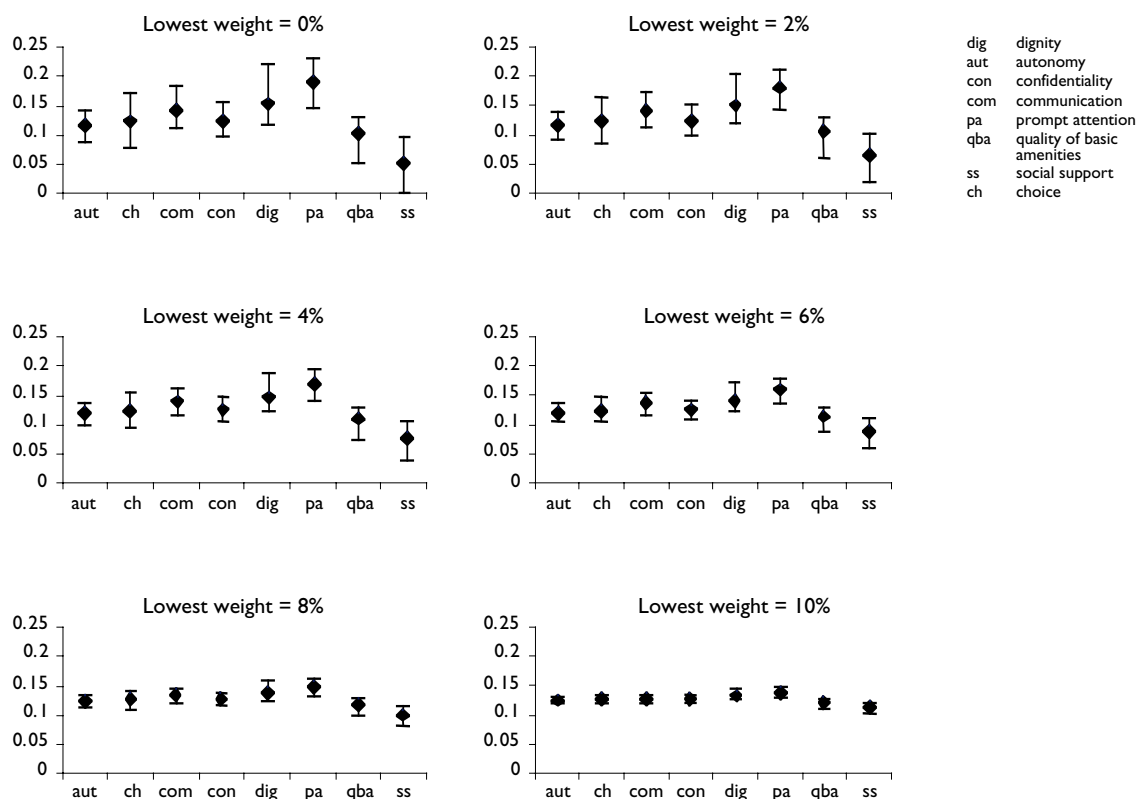 Lowest weight = 0%
0.25
0.2
0.15
0.1
0.05
0
aut ch com con dig pa qba ss
Lowest weight = 2%
0.25
0.2
0.15
0.1
0.05
0
aut ch com con dig pa qba ss
dig dignity
aut autonomy
con confidentiality
com communication
pa prompt attention
qba quality of basic
amenities
ss social support
ch choice
Lowest weight = 4%
0.25
0.2
0.15
0.1
0.05
0
aut ch com con dig pa qba ss
Lowest weight = 6%
0.25
0.2
0.15
0.1
0.05
0
aut ch com con dig pa qba ss
Lowest weight = 8%
0.25
0.2
0.15
0.1
0.05
0
aut ch com con dig pa qba ss
Lowest weight = 10%
0.25
0.2
0.15
0.1
0.05
0
aut ch com con dig pa qba ss